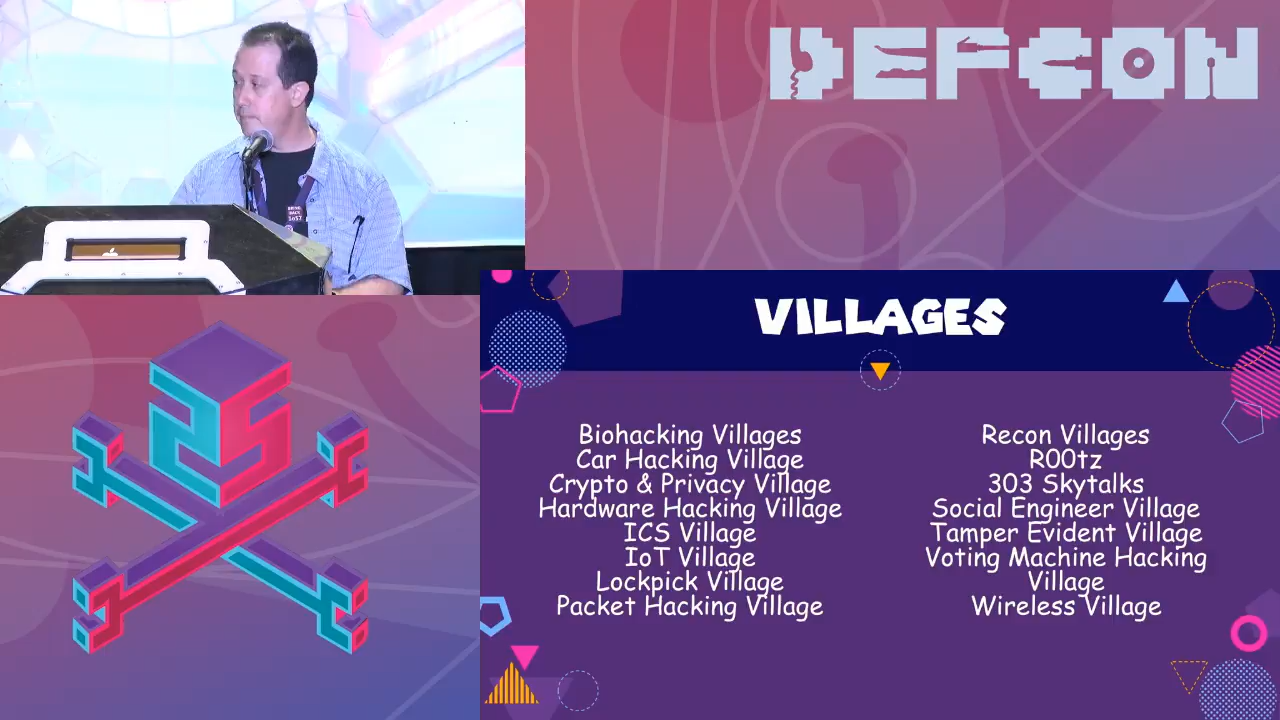 DEFCON
25
VILLAGES
Biohacking Villages
Car Hacking Village
Crypto & Privacy Village
Hardware Hacking Village
ICS Village
IoT Village
Lockpick Village
Packet Hacking Village
Recon Villages
R00tz
303 Skytalks
Social Engineer Village
Tamper Evident Village
Voting Machine Hacking
Village
Wireless Village